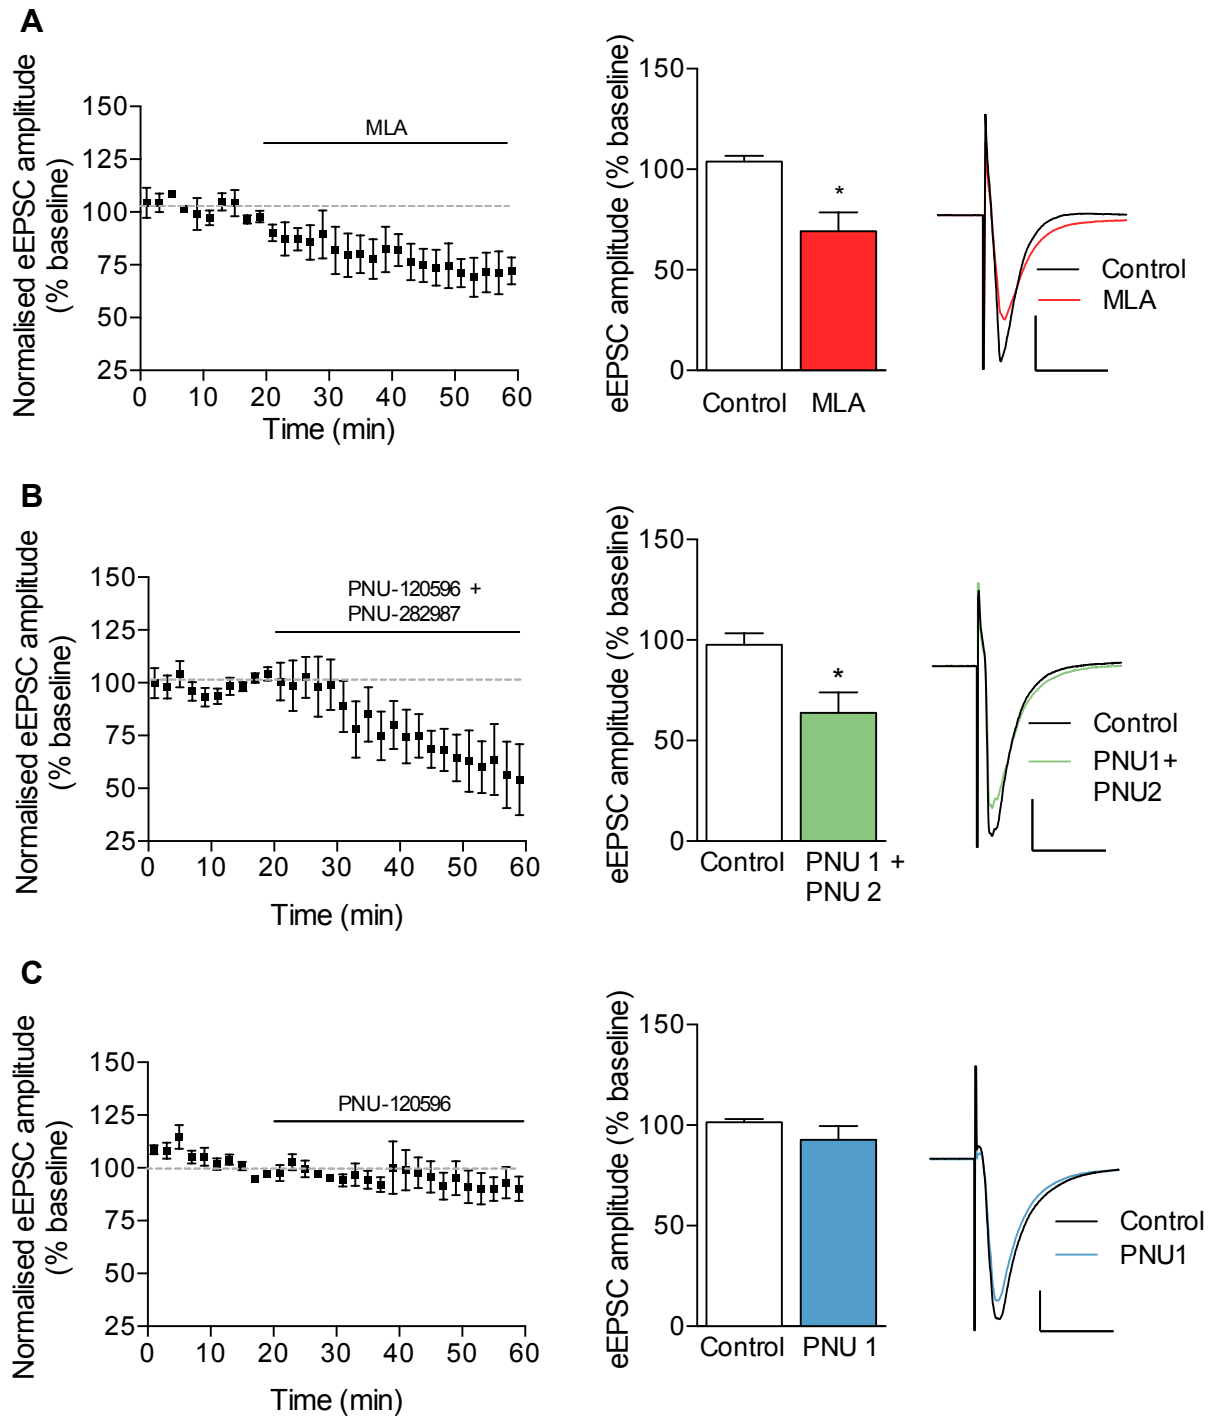 A
Normalised eEPSC amplitude
(% baseline)
150
125
100
75
50
25
MLA
0 10 20 30 40 50 60
Time (min)
eEPSC amplitude (% baseline)
150
100
50
0
*
Control MLA
Control
MLA
B
Normalised eEPSC amplitude
(% baseline)
150
125
100
75
50
25
PNU-120596 +
PNU-282987
0 10 20 30 40 50 60
Time (min)
eEPSC amplitude (% baseline)
150
100
50
0
*
Control PNU 1 +
PNU 2
Control
PNU1+
PNU2
C
Normalised eEPSC amplitude
(% baseline)
150
125
100
75
50
25
PNU-120596
0 10 20 30 40 50 60
Time (min)
eEPSC amplitude (% baseline)
150
100
50
0
Control PNU 1
Control
PNU1